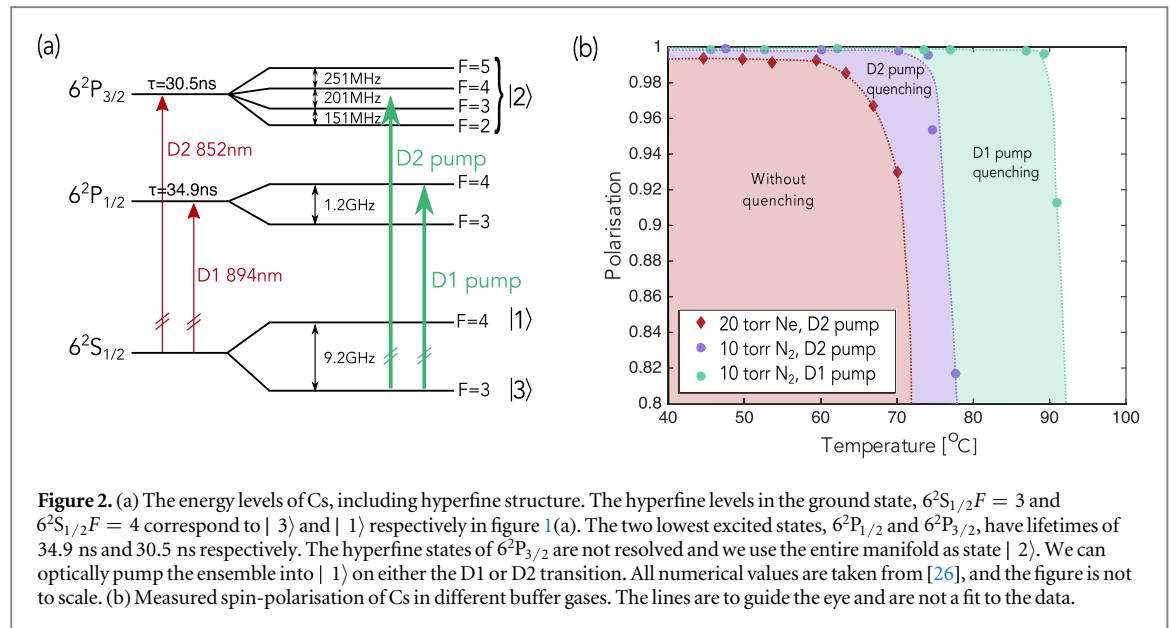 (a)
6²P₃/₂
τ=30.5ns
251MHz
201MHz
151MHz
F=5
F=4
F=3
F=2
|2⟩
D2 852nm
D2 pump
6²P₁/₂
τ=34.9ns
1.2GHz
F=4
F=3
D1 894nm
D1 pump
6²S₁/₂
9.2GHz
F=4
|1⟩
F=3
|3⟩
(b)
Polarisation
1
0.98
0.96
0.94
0.92
0.9
0.88
0.86
0.84
0.82
0.8
D2 pump
quenching
Without
quenching
D1 pump
quenching
20 torr Ne, D2 pump
10 torr N₂, D2 pump
10 torr N₂, D1 pump
40 50 60 70 80 90 100
Temperature [°C]
Figure 2. (a) The energy levels of Cs, including hyperfine structure. The hyperfine levels in the ground state, 6²S₁/₂F = 3 and
6²S₁/₂F = 4 correspond to | 3⟩ and | 1⟩ respectively in figure 1(a). The two lowest excited states, 6²P₁/₂ and 6²P₃/₂, have lifetimes of
34.9 ns and 30.5 ns respectively. The hyperfine states of 6²P₃/₂ are not resolved and we use the entire manifold as state | 2⟩. We can
optically pump the ensemble into | 1⟩ on either the D1 or D2 transition. All numerical values are taken from [26], and the figure is not
to scale. (b) Measured spin-polarisation of Cs in different buffer gases. The lines are to guide the eye and are not a fit to the data.